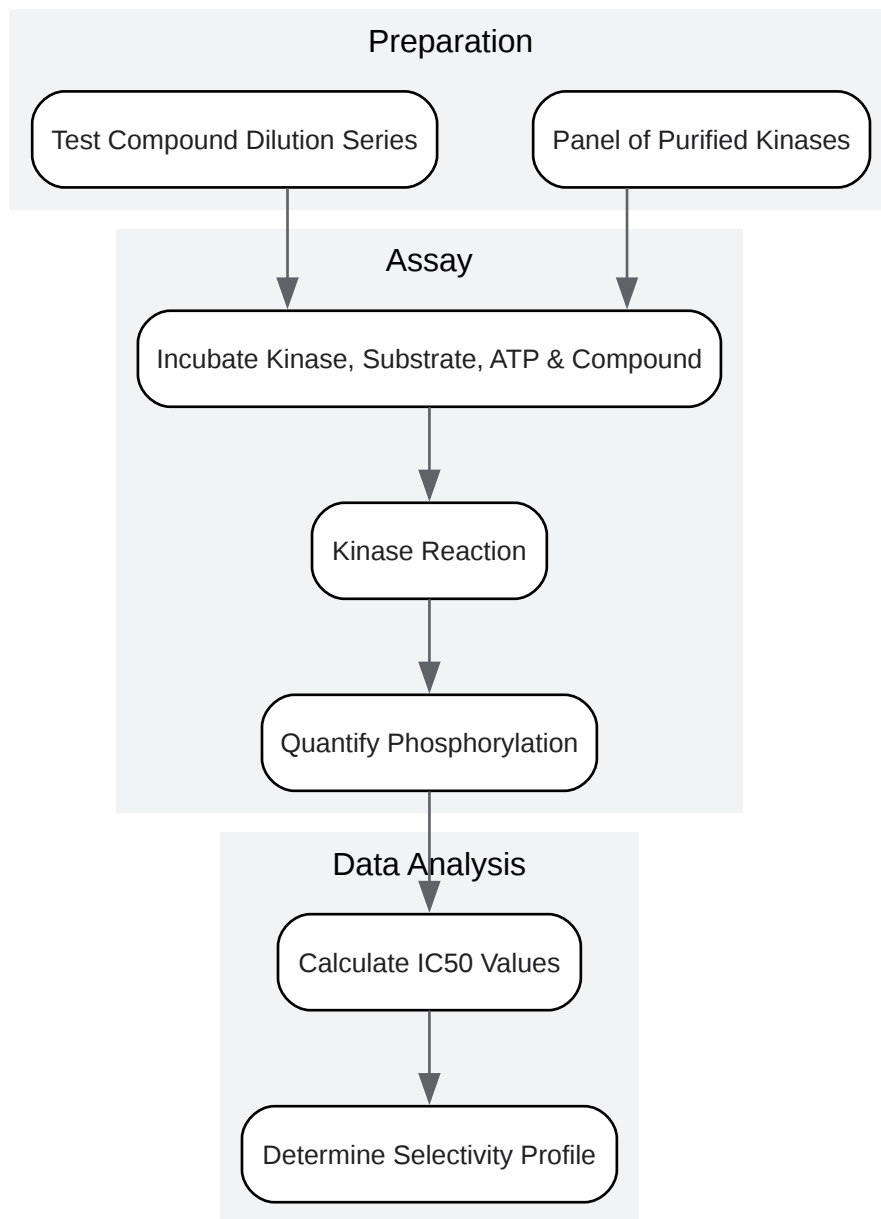 Preparation
Test Compound Dilution Series
Panel of Purified Kinases
Assay
Incubate Kinase, Substrate, ATP & Compound
Kinase Reaction
Quantify Phosphorylation
Data Analysis
Calculate IC50 Values
Determine Selectivity Profile